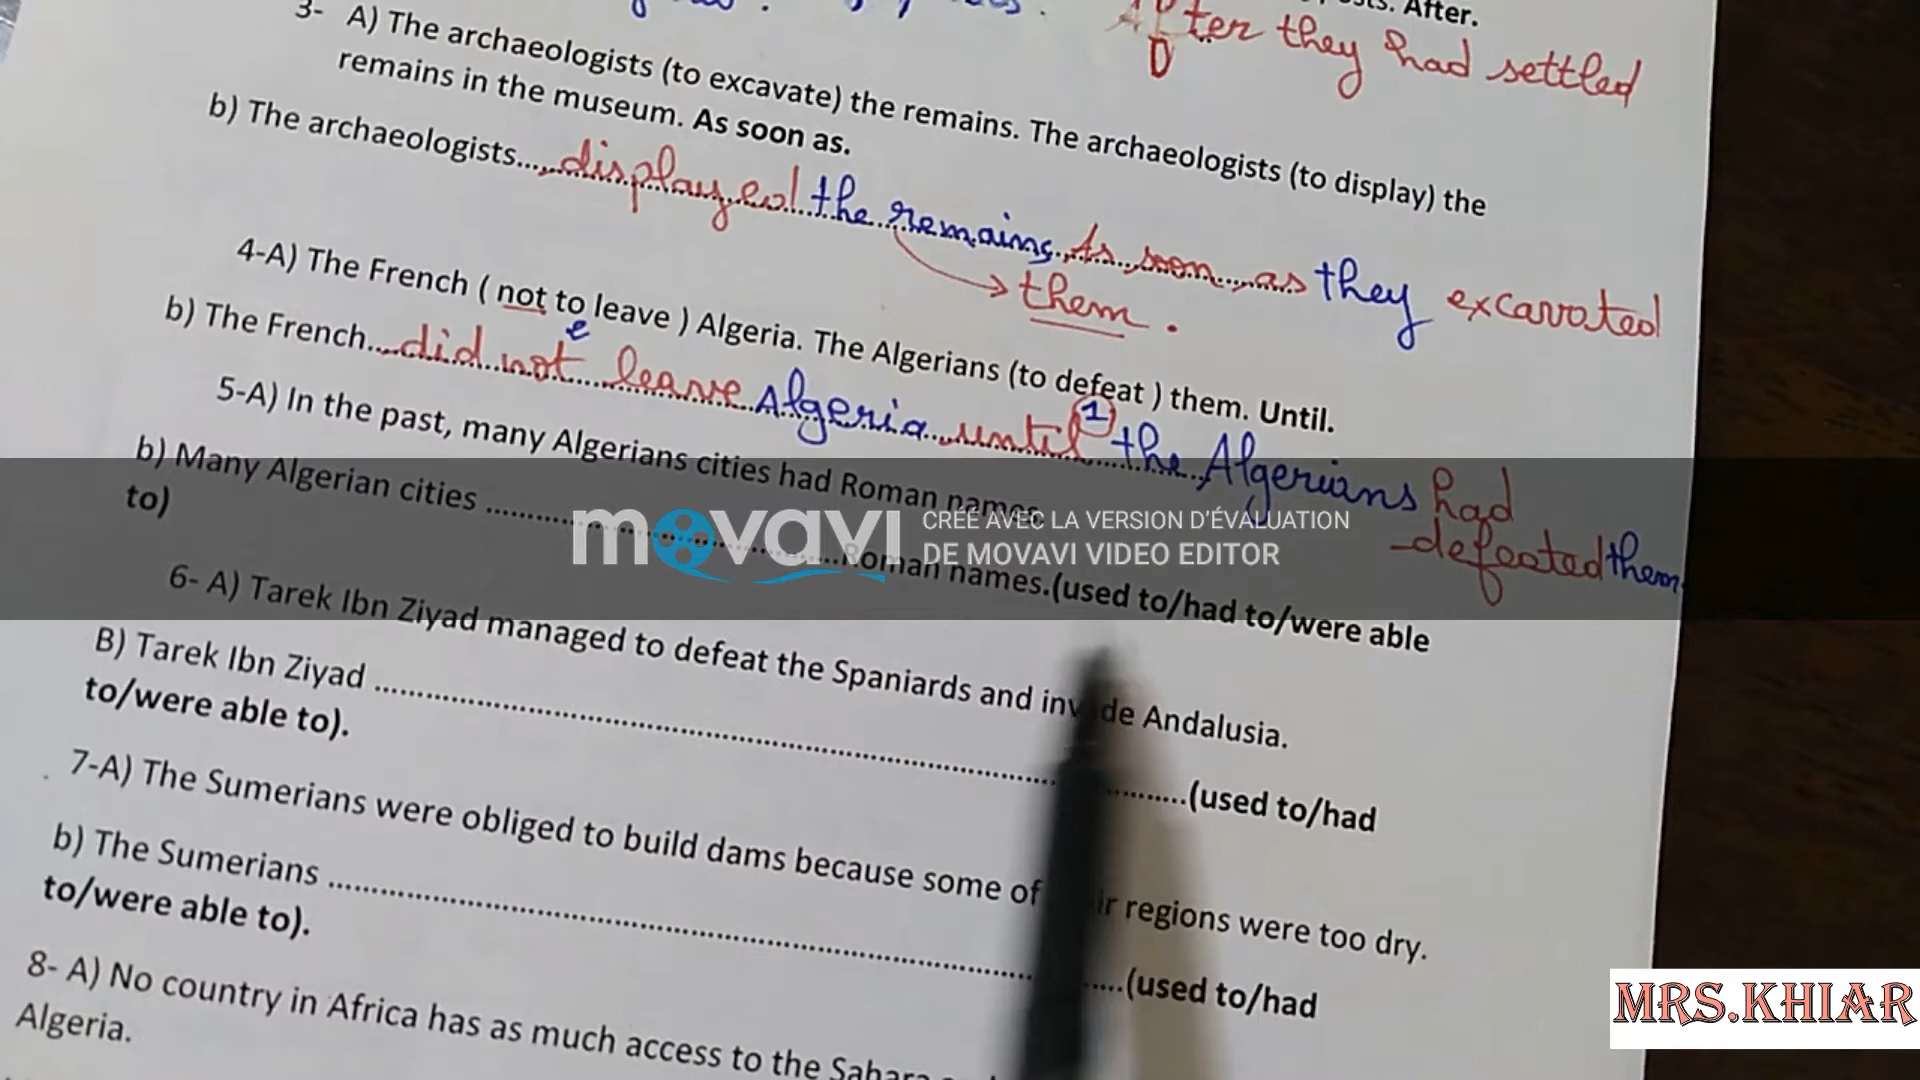 After.
After they had settled
3- A) The archaeologists (to excavate) the remains. The archaeologists (to display) the
remains in the museum. As soon as.
b) The archaeologists.... displayed the remains As soon as they excavated
them.
4-A) The French ( not to leave ) Algeria. The Algerians (to defeat ) them. Until.
b) The French.... did not leave Algeria until the Algerians had
defeated them
1
e
5-A) In the past, many Algerians cities had Roman names
b) Many Algerian cities ........................................Roman names.(used to/had to/were able
to)
6- A) Tarek Ibn Ziyad managed to defeat the Spaniards and invade Andalusia.
B) Tarek Ibn Ziyad ........................................(used to/had
to/were able to).
7-A) The Sumerians were obliged to build dams because some of their regions were too dry.
b) The Sumerians ........................................(used to/had
to/were able to).
8- A) No country in Africa has as much access to the Sahara
Algeria.
movavi
CRÉÉ AVEC LA VERSION D'ÉVALUATION
DE MOVAVI VIDEO EDITOR
MRS.KHIAR